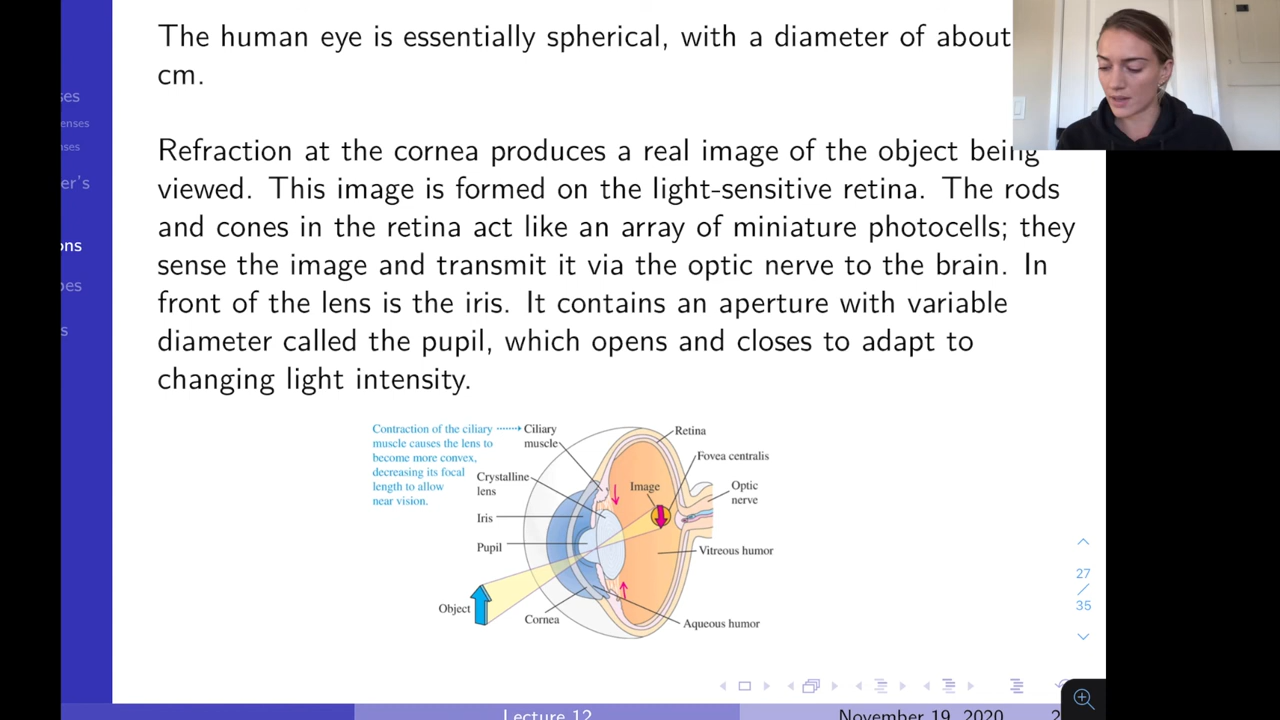 The human eye is essentially spherical, with a diameter of about
cm.
Refraction at the cornea produces a real image of the object being
viewed. This image is formed on the light-sensitive retina. The rods
and cones in the retina act like an array of miniature photocells; they
sense the image and transmit it via the optic nerve to the brain. In
front of the lens is the iris. It contains an aperture with variable
diameter called the pupil, which opens and closes to adapt to
changing light intensity.
ses
enses
nses
er's
ons
pes
s
Contraction of the ciliary
muscle causes the lens to
become more convex,
decreasing its focal
length to allow
near vision.
Ciliary
muscle
Crystalline
lens
Iris
Pupil
Object
Cornea
Retina
Fovea centralis
Image
Optic
nerve
Vitreous humor
Aqueous humor
27
/
35
Lecture 12
November 19, 2020
2